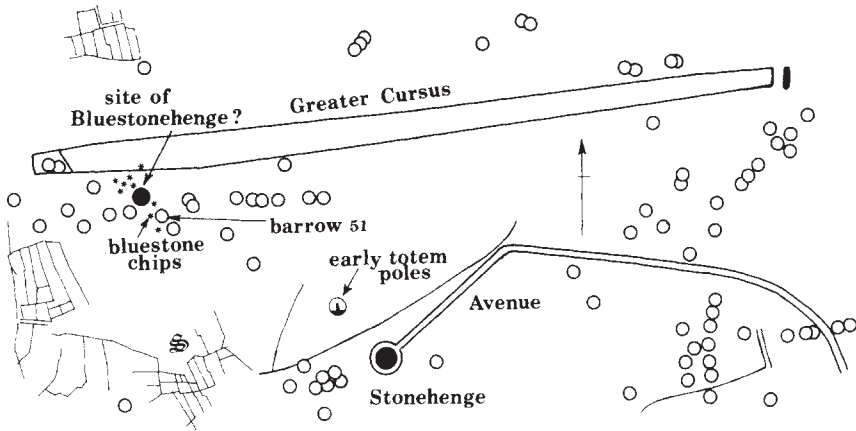 Greater Cursus
site of
Bluestonehenge?
barrow 51
bluestone
chips
early totem
poles
Avenue
Stonehenge